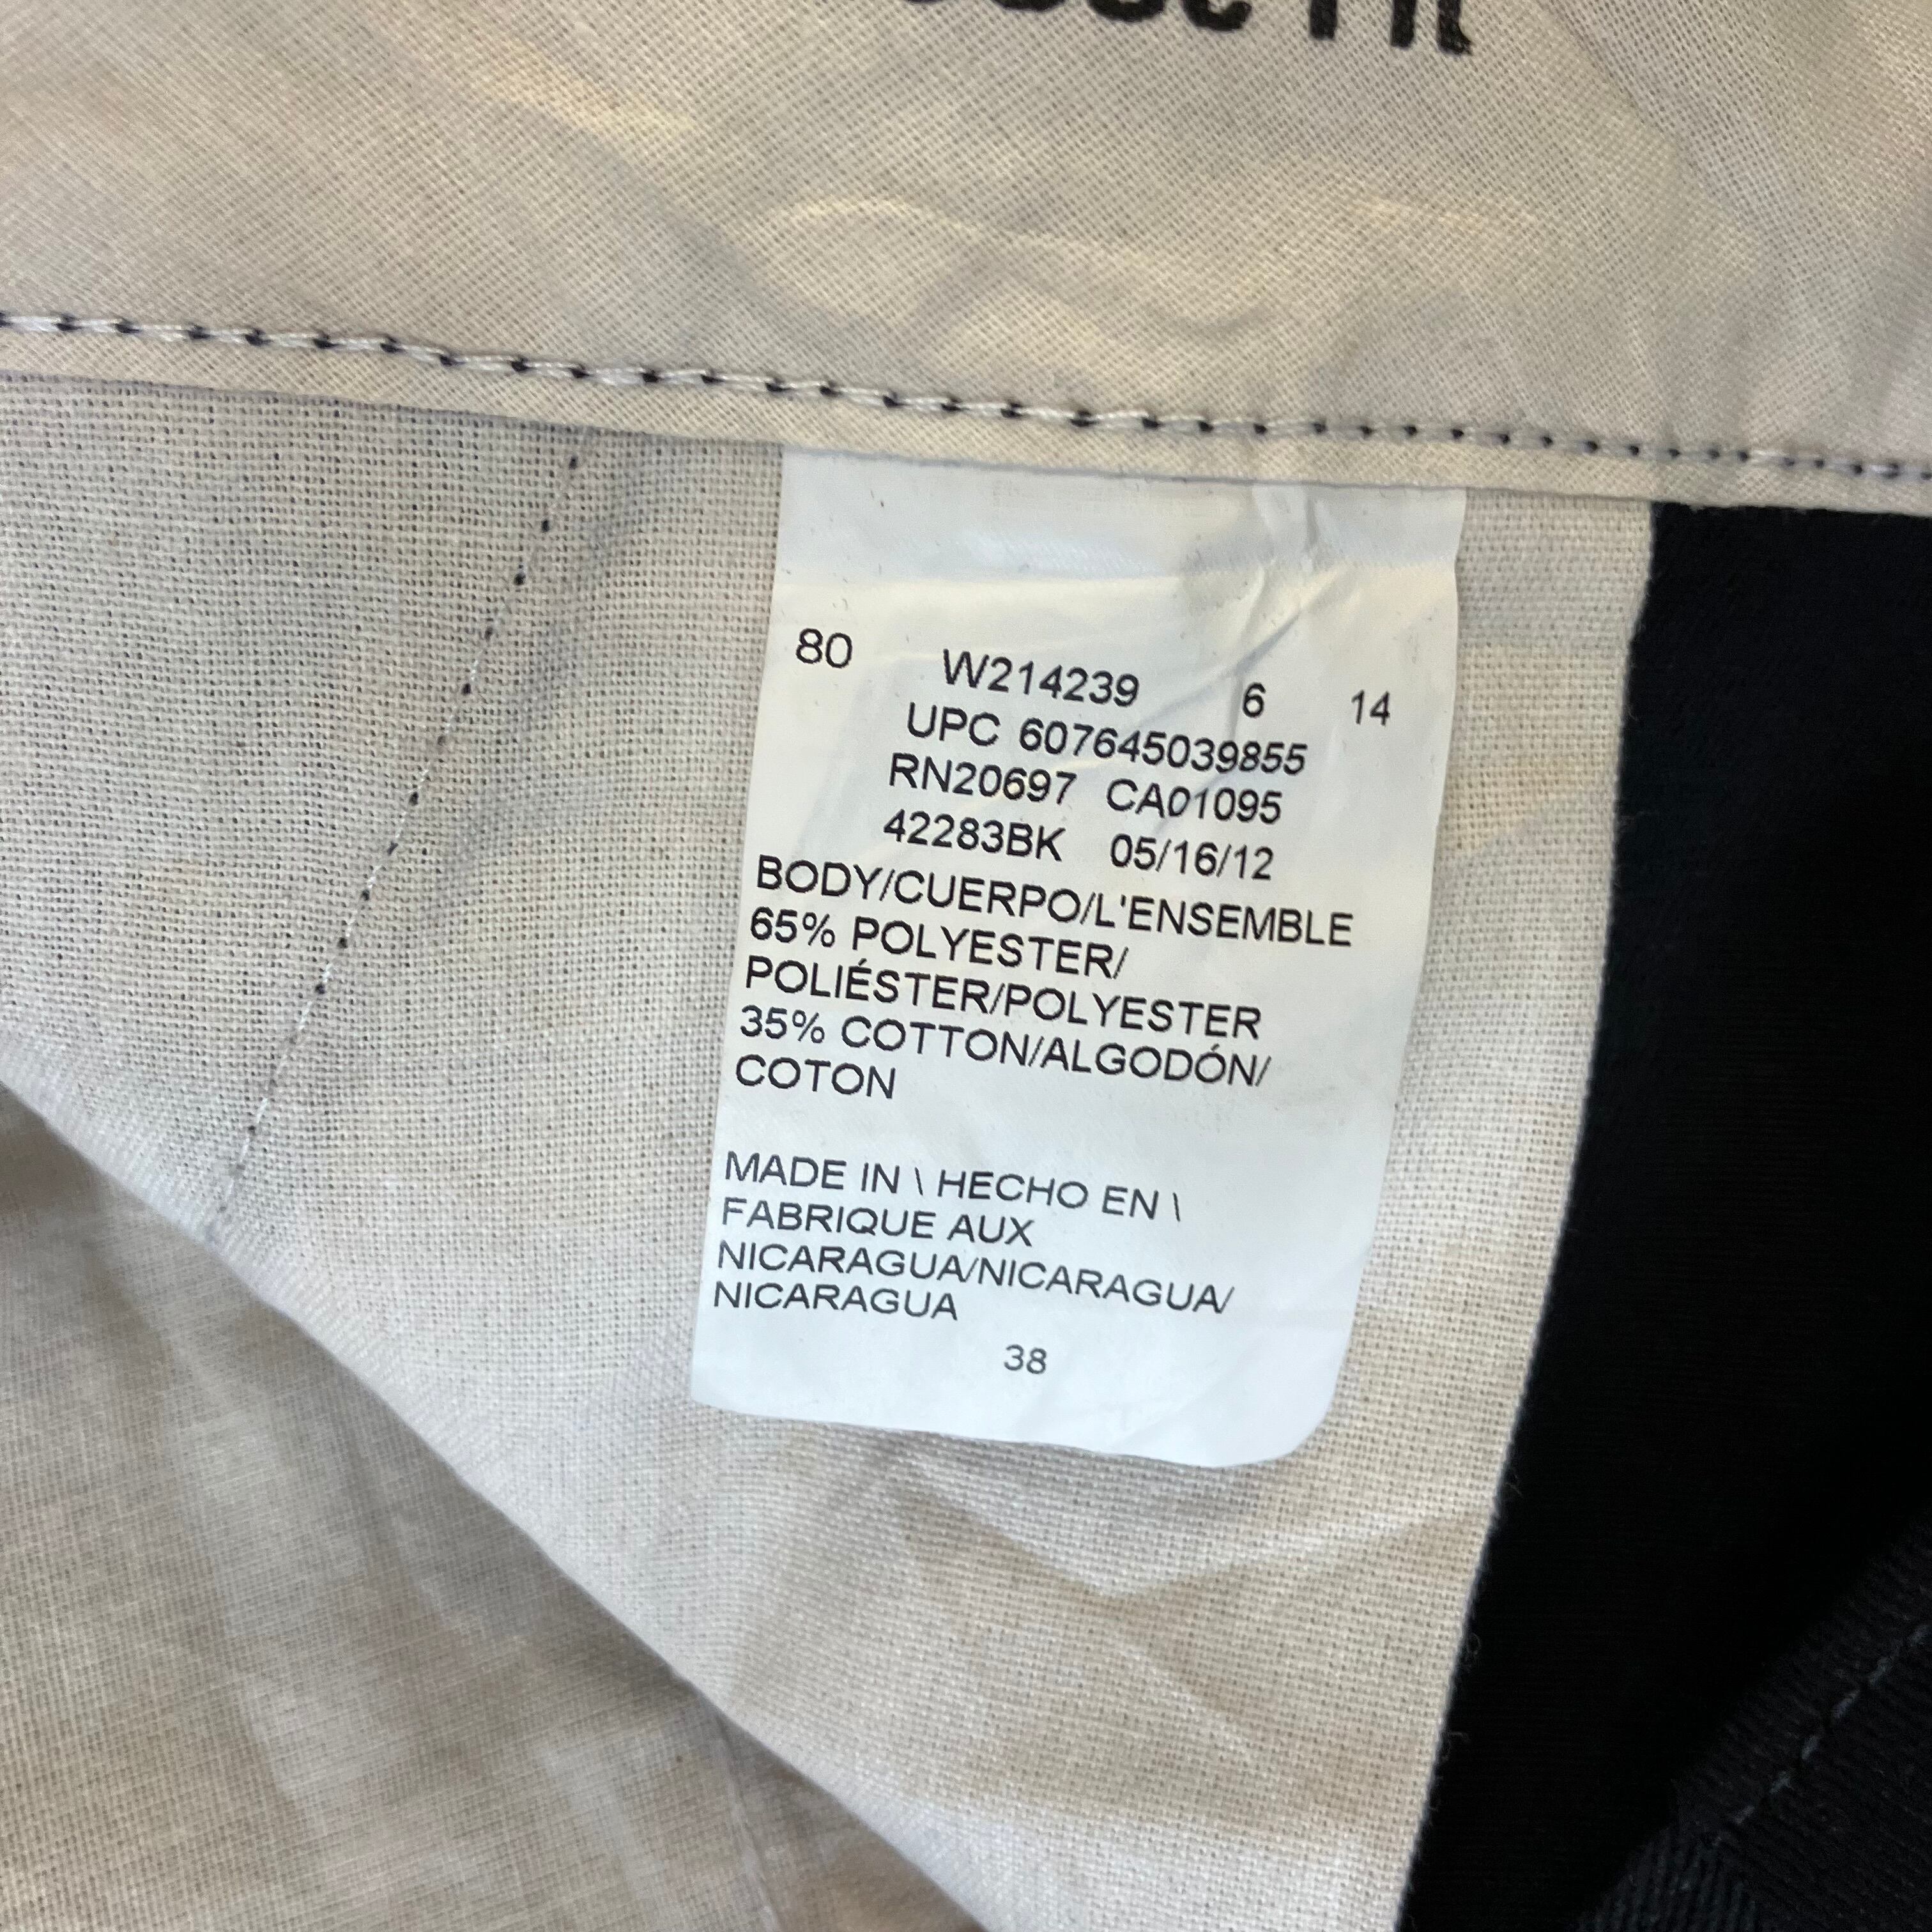 Fit
80 W214239 6 14
UPC 607645039855
RN20697 CA01095
42283BK 05/16/12
BODY/CUERPO/L'ENSEMBLE
65% POLYESTER/
POLIÉSTER/POLYESTER
35% COTTON/ALGODÓN/
COTON
MADE IN \ HECHO EN \
FABRIQUE AUX
NICARAGUA/NICARAGUA/
NICARAGUA
38